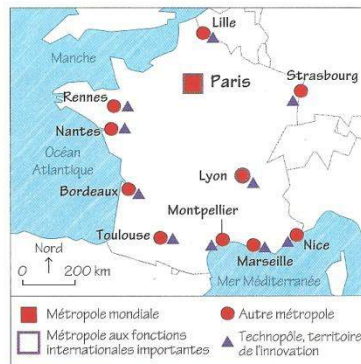 Lille
Manche
Paris
Strasbourg
Rennes
Nantes
Océan
Atlantique
Lyon
Bordeaux
Montpellier
Toulouse
Nice
Marseille
Nord
0 200 km
Mer Méditerranée
Métropole mondiale
Autre métropole
Métropole aux fonctions
internationales importantes
Technopôle, territoire
de l'innovation